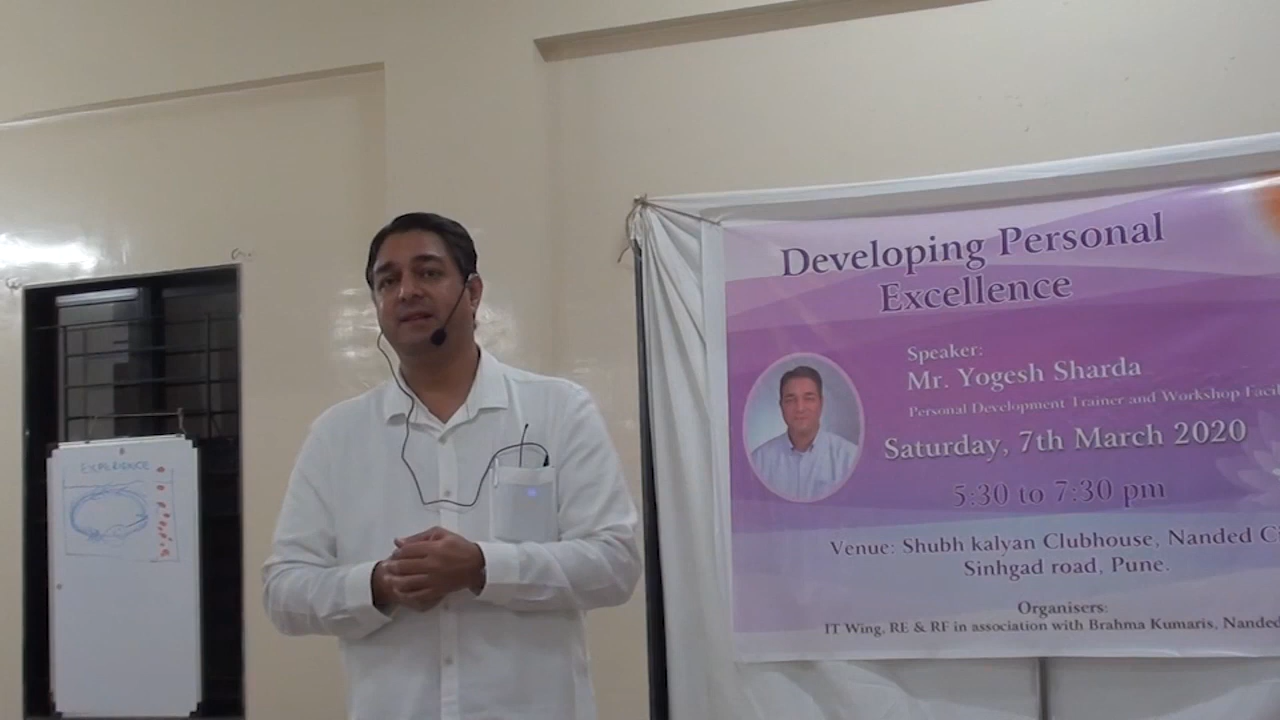 EXPERIENCE
Developing Personal
Excellence
Speaker:
Mr. Yogesh Sharda
Personal Development Trainer and Workshop Faci
Saturday, 7th March 2020
5:30 to 7:30 pm
Venue: Shubh kalyan Clubhouse, Nanded C
Sinhgad road, Pune.
Organisers:
IT Wing, RE & RF in association with Brahma Kumaris, Nanded